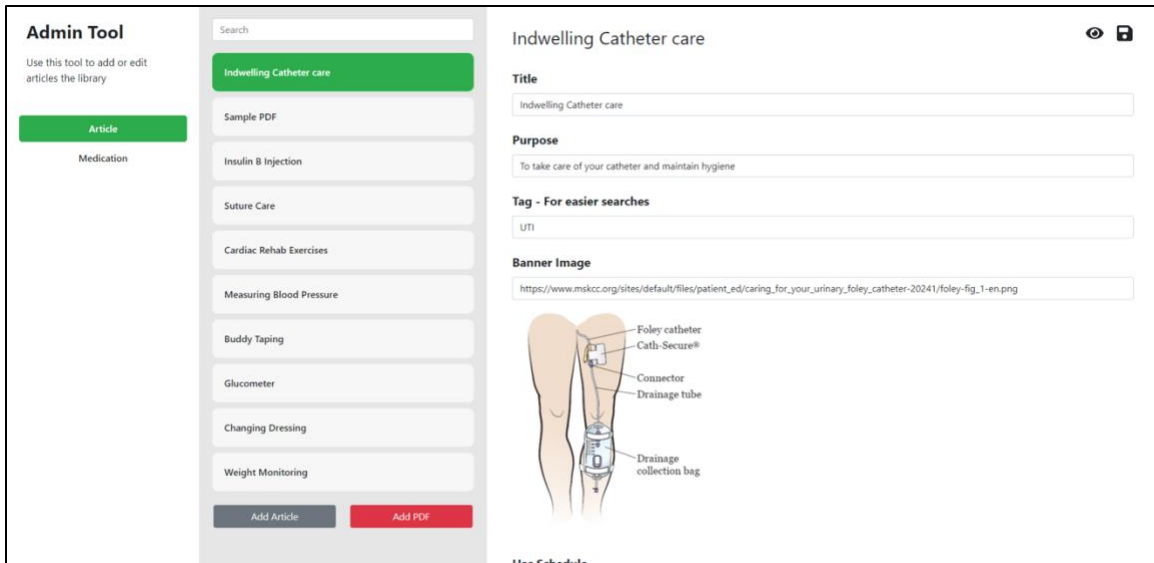 Admin Tool
Use this tool to add or edit
articles the library
Article
Medication
Search
Indwelling Catheter care
Sample PDF
Insulin B Injection
Suture Care
Cardiac Rehab Exercises
Measuring Blood Pressure
Buddy Taping
Glucometer
Changing Dressing
Weight Monitoring
Add Article
Add PDF
Indwelling Catheter care
Title
Indwelling Catheter care
Purpose
To take care of your catheter and maintain hygiene
Tag - For easier searches
UTI
Banner Image
https://www.mskcc.org/sites/default/files/patient_ed/caring_for_your_urinary_foley_catheter-20241/foley-fig_1-en.png
Foley catheter
Cath-Secure®
Connector
Drainage tube
Drainage
collection bag
Use Schedule